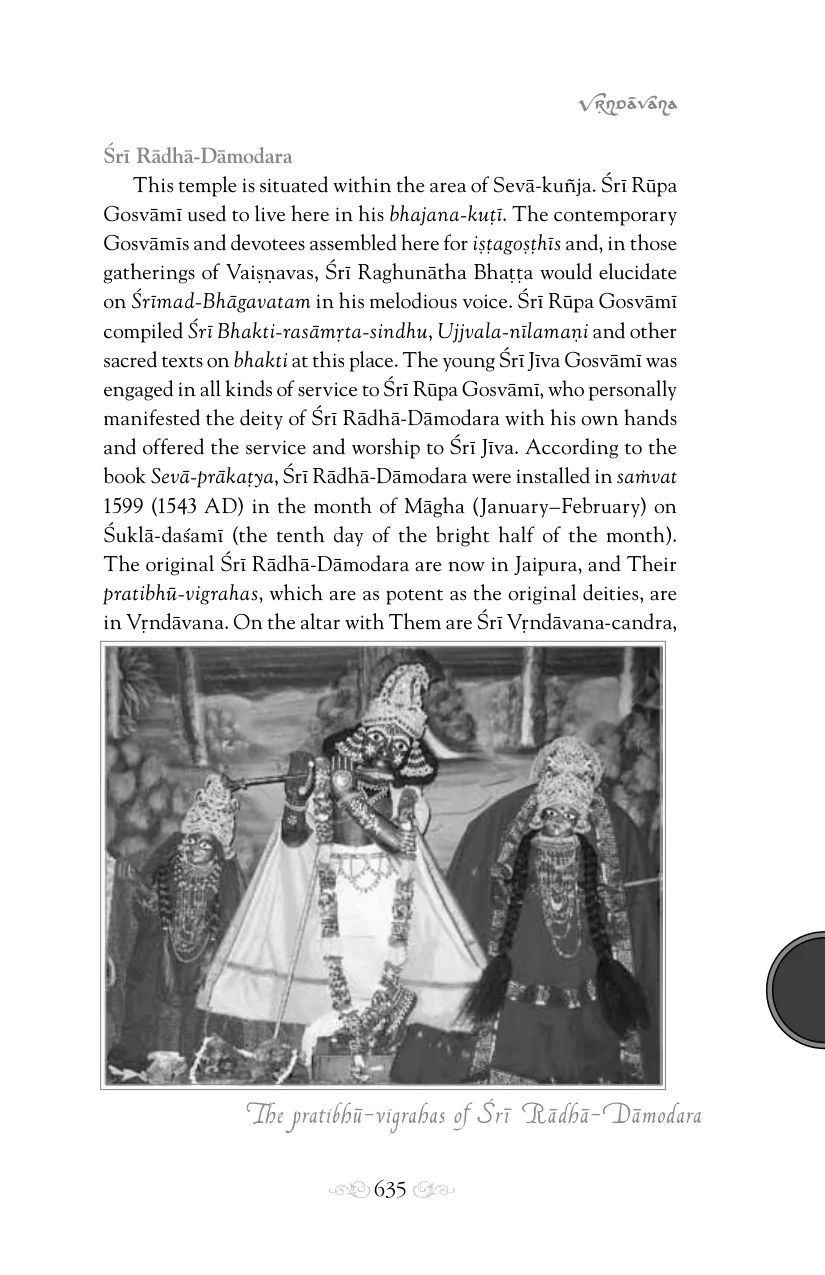 Vṛndāvana
Śrī Rādhā-Dāmodara
This temple is situated within the area of Sevā-kuñja. Śrī Rūpa
Gosvāmī used to live here in his bhajana-kuṭī. The contemporary
Gosvāmīs and devotees assembled here for iṣṭagoṣṭhīs and, in those
gatherings of Vaiṣṇavas, Śrī Raghunātha Bhaṭṭa would elucidate
on Śrīmad-Bhāgavatam in his melodious voice. Śrī Rūpa Gosvāmī
compiled Śrī Bhakti-rasāmṛta-sindhu, Ujjvala-nīlamaṇi and other
sacred texts on bhakti at this place. The young Śrī Jīva Gosvāmī was
engaged in all kinds of service to Śrī Rūpa Gosvāmī, who personally
manifested the deity of Śrī Rādhā-Dāmodara with his own hands
and offered the service and worship to Śrī Jīva. According to the
book Sevā-prākaṭya, Śrī Rādhā-Dāmodara were installed in saṁvat
1599 (1543 AD) in the month of Māgha (January–February) on
Śuklā-daśamī (the tenth day of the bright half of the month).
The original Śrī Rādhā-Dāmodara are now in Jaipura, and Their
pratibhū-vigrahas, which are as potent as the original deities, are
in Vṛndāvana. On the altar with Them are Śrī Vṛndāvana-candra,
The pratibhū-vigrahas of Śrī Rādhā-Dāmodara
635